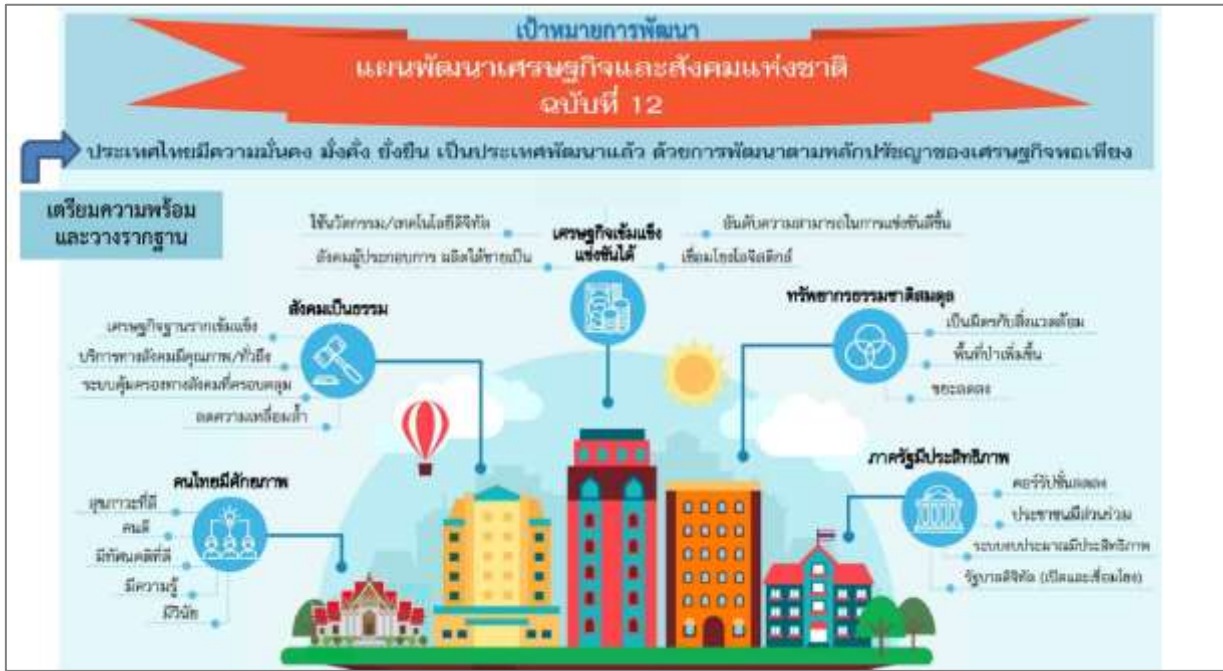 เป้าหมายการพัฒนา
แผนพัฒนาเศรษฐกิจและสังคมแห่งชาติ
ฉบับที่ 12
ประเทศไทยมีความมั่นคง มั่งคั่ง ยั่งยืน เป็นประเทศพัฒนาแล้ว ด้วยการพัฒนาตามหลักปรัชญาของเศรษฐกิจพอเพียง
เตรียมความพร้อม
และวางรากฐาน
เศรษฐกิจเข้มแข็ง
แข่งขันได้
ใช้นวัตกรรม/เทคโนโลยีดิจิทัล
สังคมผู้ประกอบการ ผลิตได้ขายเป็น
อันดับความสามารถในการแข่งขันดีขึ้น
เชื่อมโยงโลจิสติกส์
สังคมเป็นธรรม
เศรษฐกิจฐานรากเข้มแข็ง
บริการทางสังคมมีคุณภาพ/ทั่วถึง
ระบบคุ้มครองทางสังคมที่ครอบคลุม
ลดความเหลื่อมล้ำ
ทรัพยากรธรรมชาติสมดุล
เป็นมิตรกับสิ่งแวดล้อม
พื้นที่ป่าเพิ่มขึ้น
ขยะลดลง
คนไทยมีศักยภาพ
สุขภาวะที่ดี
คนดี
มีทัศนคติที่ดี
มีความรู้
มีวินัย
ภาครัฐมีประสิทธิภาพ
คอร์รัปชั่นลดลง
ประชาชนมีส่วนร่วม
ระบบงบประมาณมีประสิทธิภาพ
รัฐบาลดิจิทัล (เปิดและเชื่อมโยง)